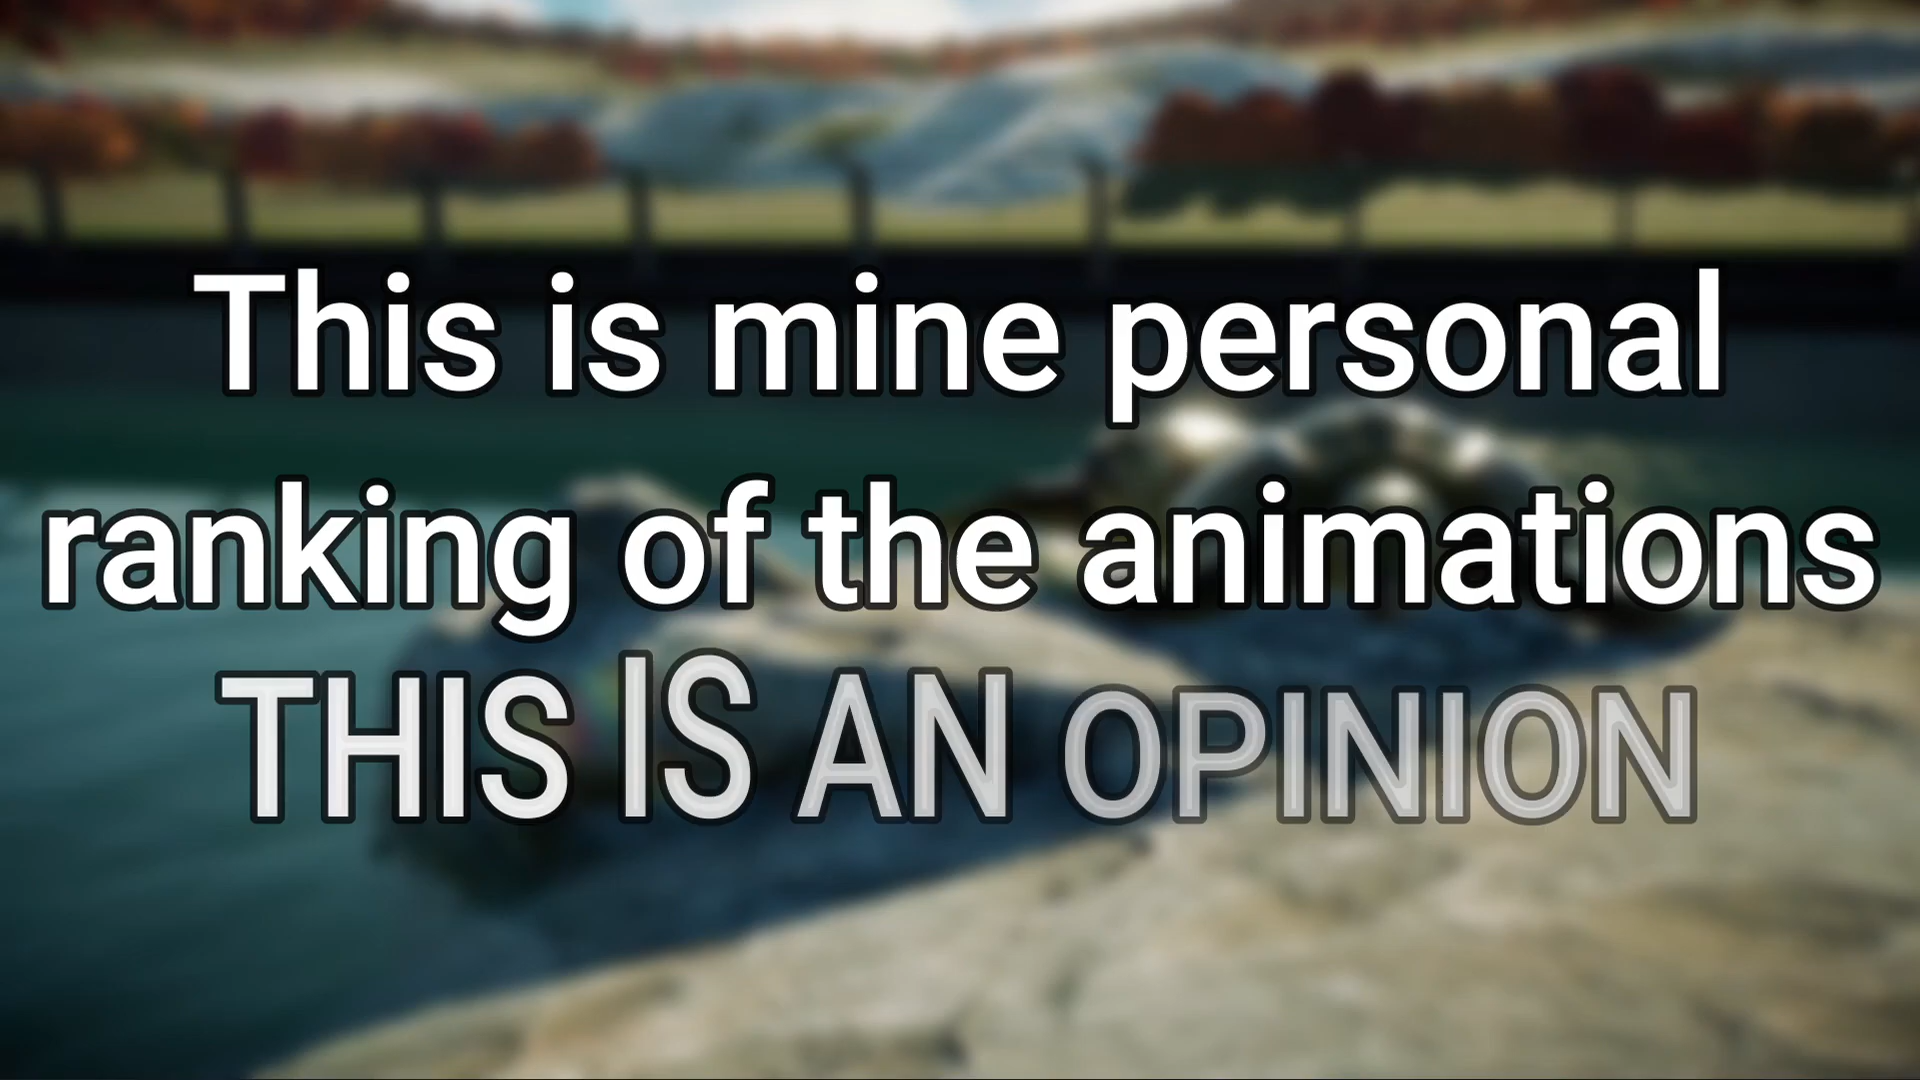 This is mine personal
ranking of the animations
THIS IS AN OPINION